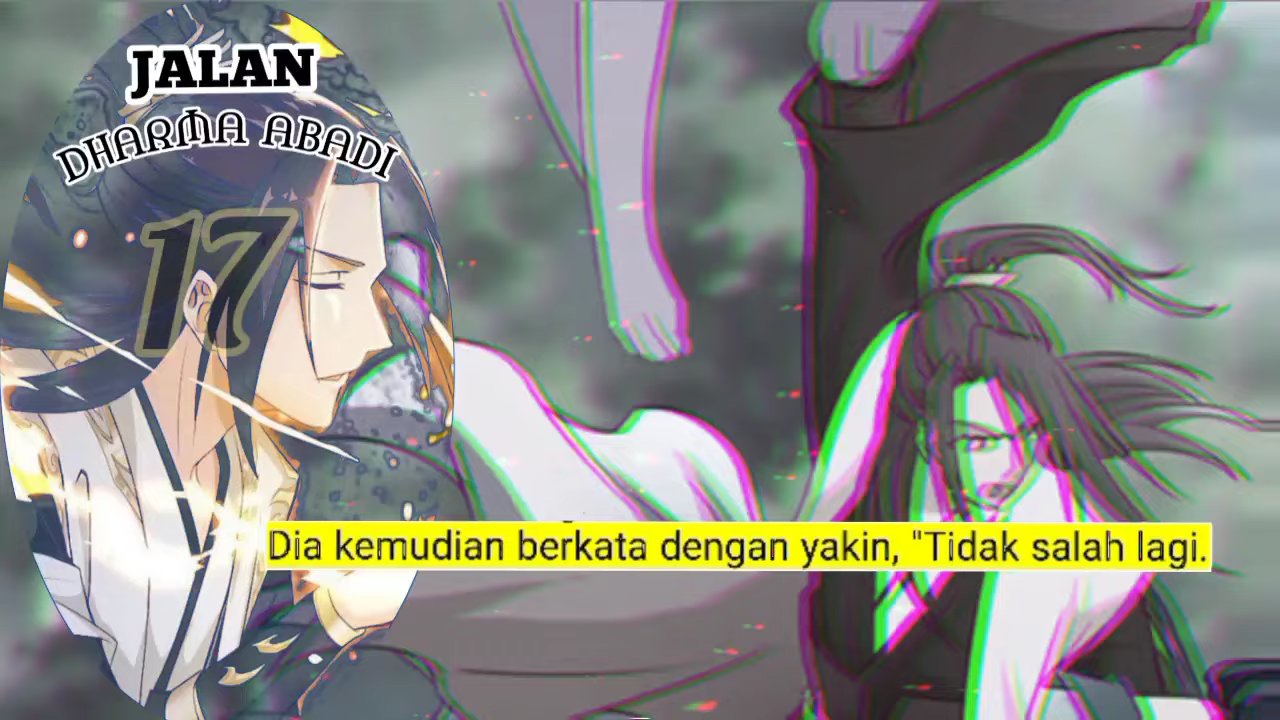 JALAN
DHARMA ABADI
17
Dia kemudian berkata dengan yakin, "Tidak salah lagi.